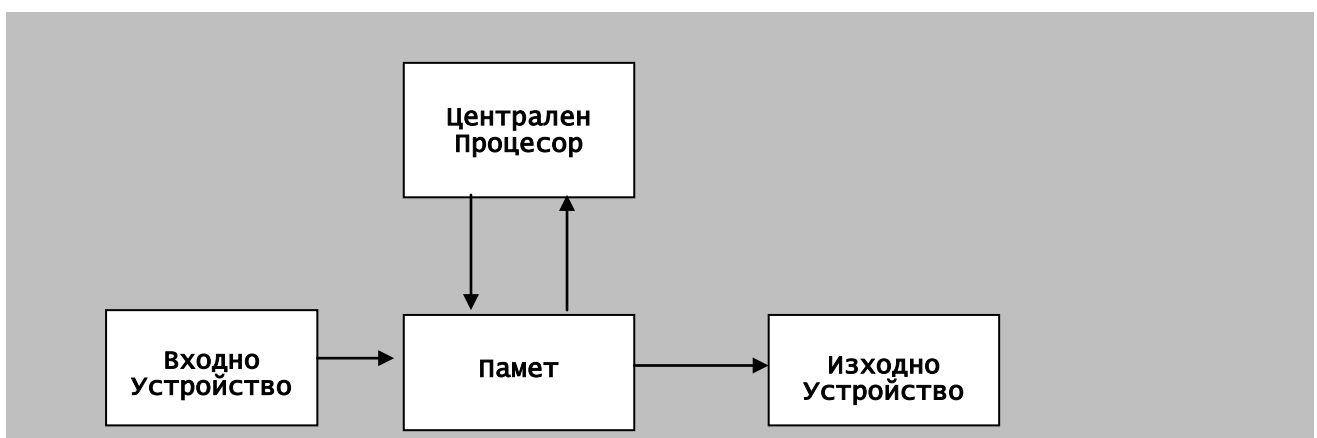 Централен
Процесор
Входно
Устройство
Памет
Изходно
Устройство